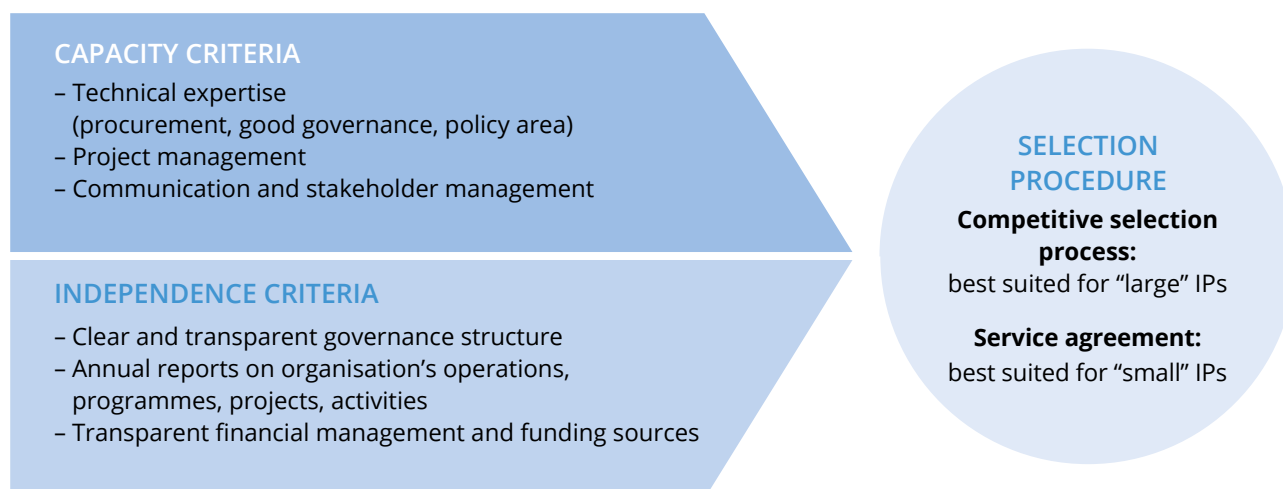 CAPACITY CRITERIA
– Technical expertise
(procurement, good governance, policy area)
– Project management
– Communication and stakeholder management
INDEPENDENCE CRITERIA
– Clear and transparent governance structure
– Annual reports on organisation’s operations,
programmes, projects, activities
– Transparent financial management and funding sources
SELECTION
PROCEDURE
Competitive selection
process:
best suited for “large” IPs
Service agreement:
best suited for “small” IPs